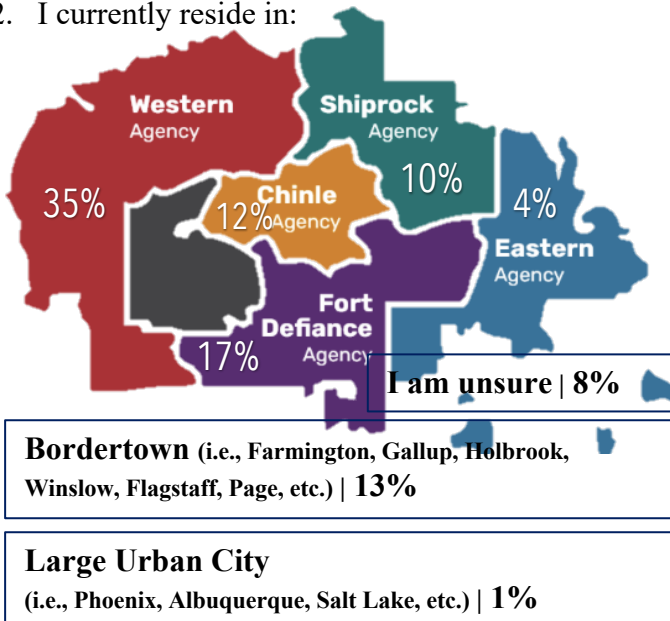 2. I currently reside in:
Western
Agency
Shiprock
Agency
35%
10%
Chinle
12% Agency
4%
Eastern
Agency
Fort
Defiance
Agency
17%
I am unsure | 8%
Bordertown (i.e., Farmington, Gallup, Holbrook,
Winslow, Flagstaff, Page, etc.) | 13%
Large Urban City
(i.e., Phoenix, Albuquerque, Salt Lake, etc.) | 1%